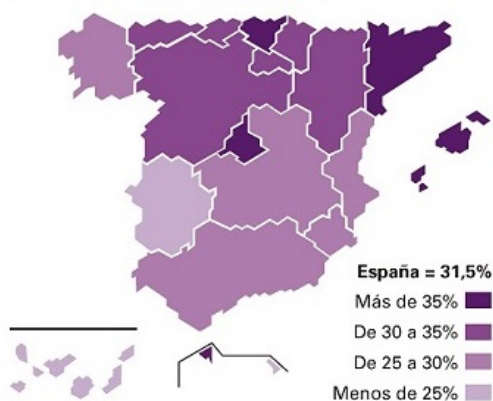 España = 31,5%
Más de 35%
De 30 a 35%
De 25 a 30%
Menos de 25%